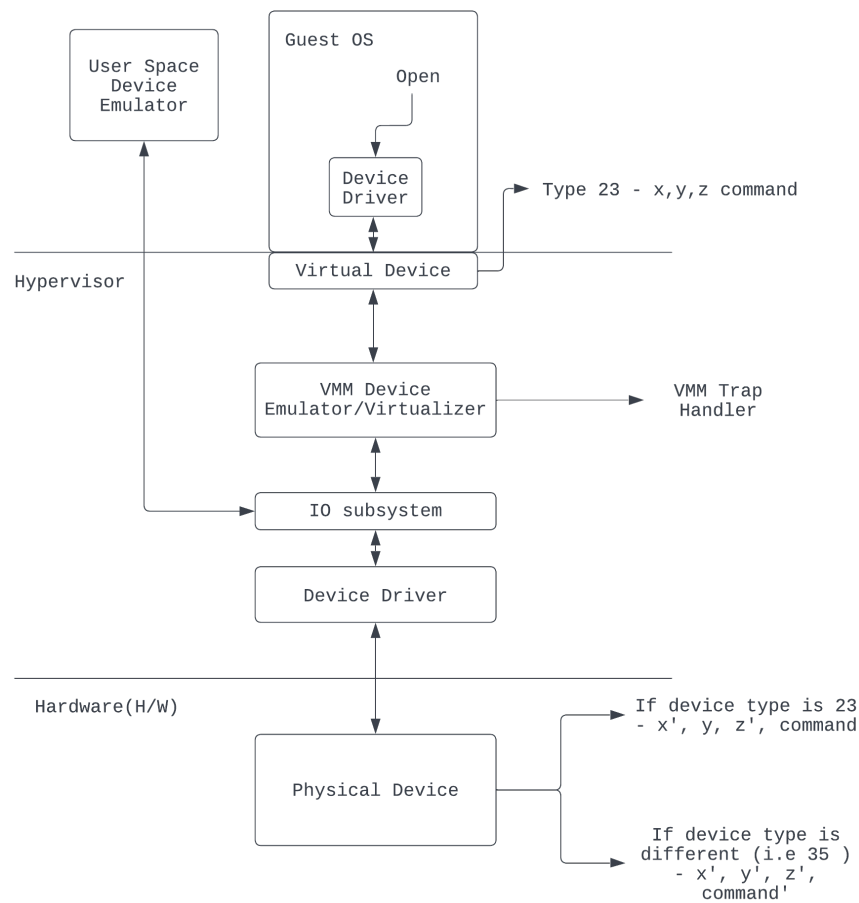 Guest OS
User Space
Device
Emulator
Open
Device
Driver
Type 23 - x,y,z command
Virtual Device
Hypervisor
VMM Device
Emulator/Virtualizer
VMM Trap
Handler
IO subsystem
Device Driver
Hardware(H/W)
If device type is 23
- x', y, z', command
Physical Device
If device type is
different (i.e 35 )
- x', y', z',
command'